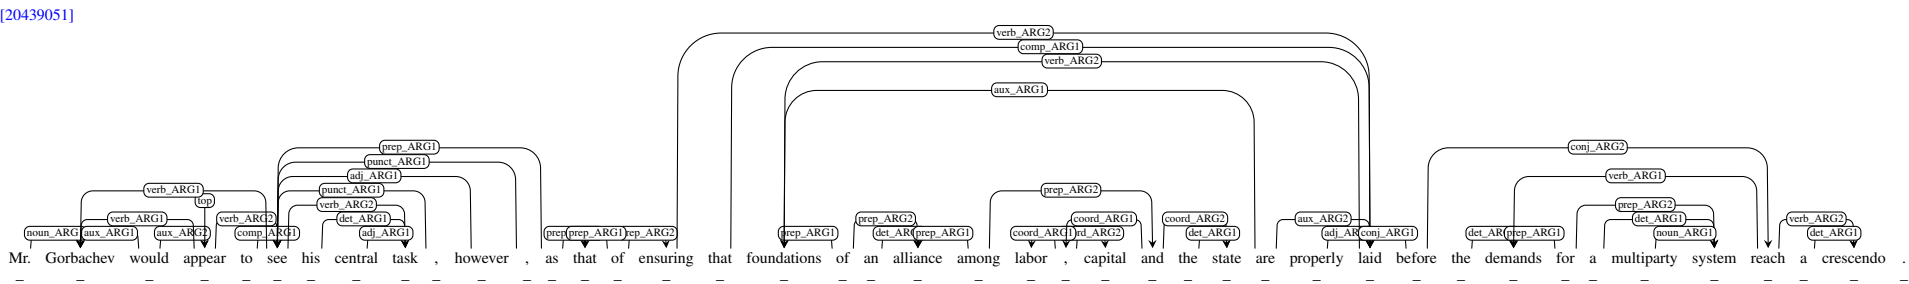 [20439051]
verb_ARG2
comp_ARG1
verb_ARG2
aux_ARG1
prep_ARG1 conj_ARG2
punct_ARG1
adj_ARG1 verb_ARG1
verb_ARG1 punct_ARG1 prep_ARG2
top
verb_ARG2 prep_ARG2
verb_ARG1 verb_ARG2 det_ARG1 prep_ARG2 coord_ARG1 coord_ARG2 aux_ARG2 det_ARG1 verb_ARG2
aux_ARG1 aux_ARG2 comp_ARG1 adj_ARG1 prep_ARG1 prep_ARG1 prep_ARG1 det_ARG1 conj_ARG1 prep_ARG1 noun_ARG1 det_ARG1
Mr. Gorbachev would appear to see his central task , however , as that of ensuring that foundations of an alliance among labor , capital and the state are properly laid before the demands for a multiparty system reach a crescendo .